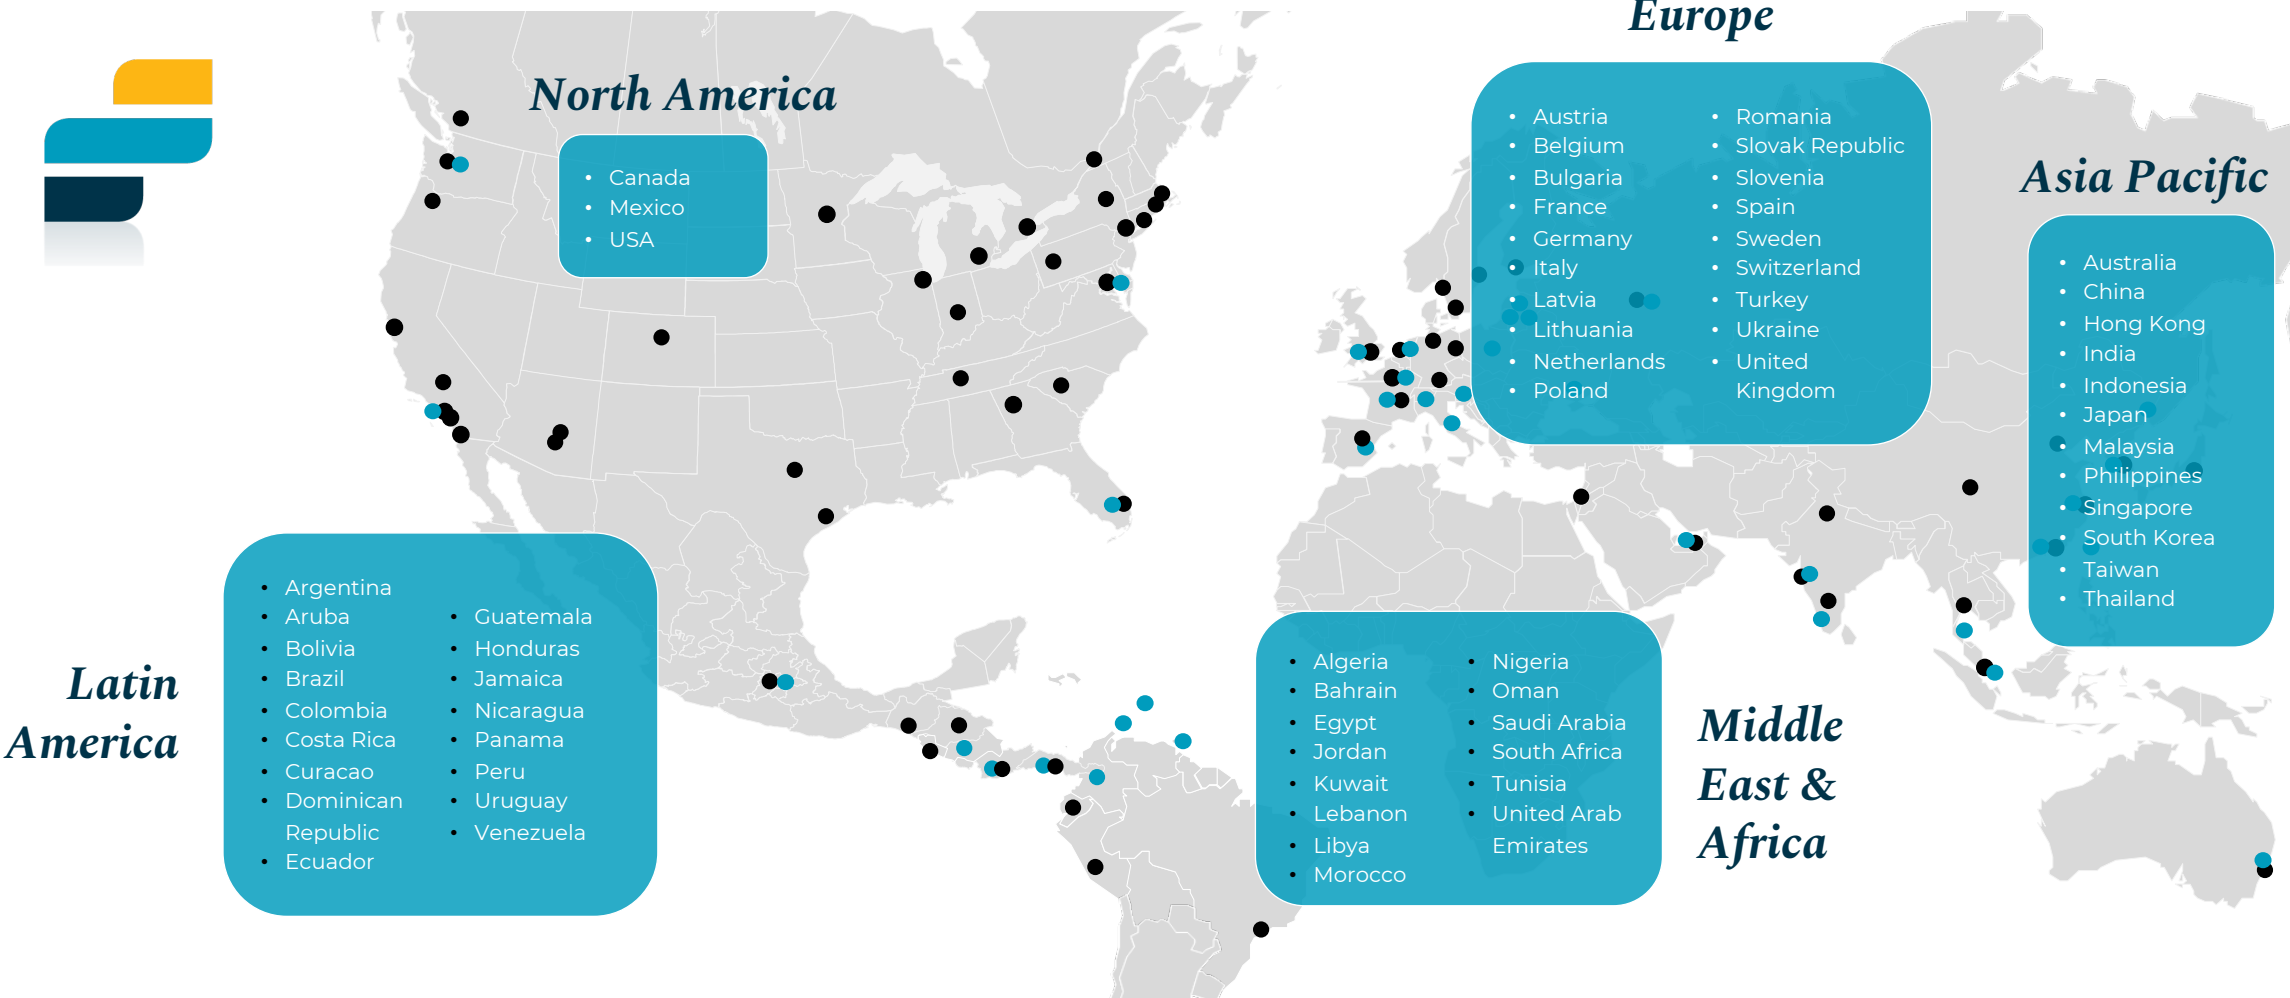 Europe
North America
• Canada
• Mexico
• USA
• Austria
• Belgium
• Bulgaria
• France
• Germany
• Italy
• Latvia
• Lithuania
• Netherlands
• Poland
• Romania
• Slovak Republic
• Slovenia
• Spain
• Sweden
• Switzerland
• Turkey
• Ukraine
• United
Kingdom
Asia Pacific
• Australia
• China
• Hong Kong
• India
• Indonesia
• Japan
• Malaysia
• Philippines
• Singapore
• South Korea
• Taiwan
• Thailand
Latin
America
• Argentina
• Aruba
• Bolivia
• Brazil
• Colombia
• Costa Rica
• Curacao
• Dominican
Republic
• Ecuador
• Guatemala
• Honduras
• Jamaica
• Nicaragua
• Panama
• Peru
• Uruguay
• Venezuela
• Algeria
• Bahrain
• Egypt
• Jordan
• Kuwait
• Lebanon
• Libya
• Morocco
• Nigeria
• Oman
• Saudi Arabia
• South Africa
• Tunisia
• United Arab
Emirates
Middle
East &
Africa